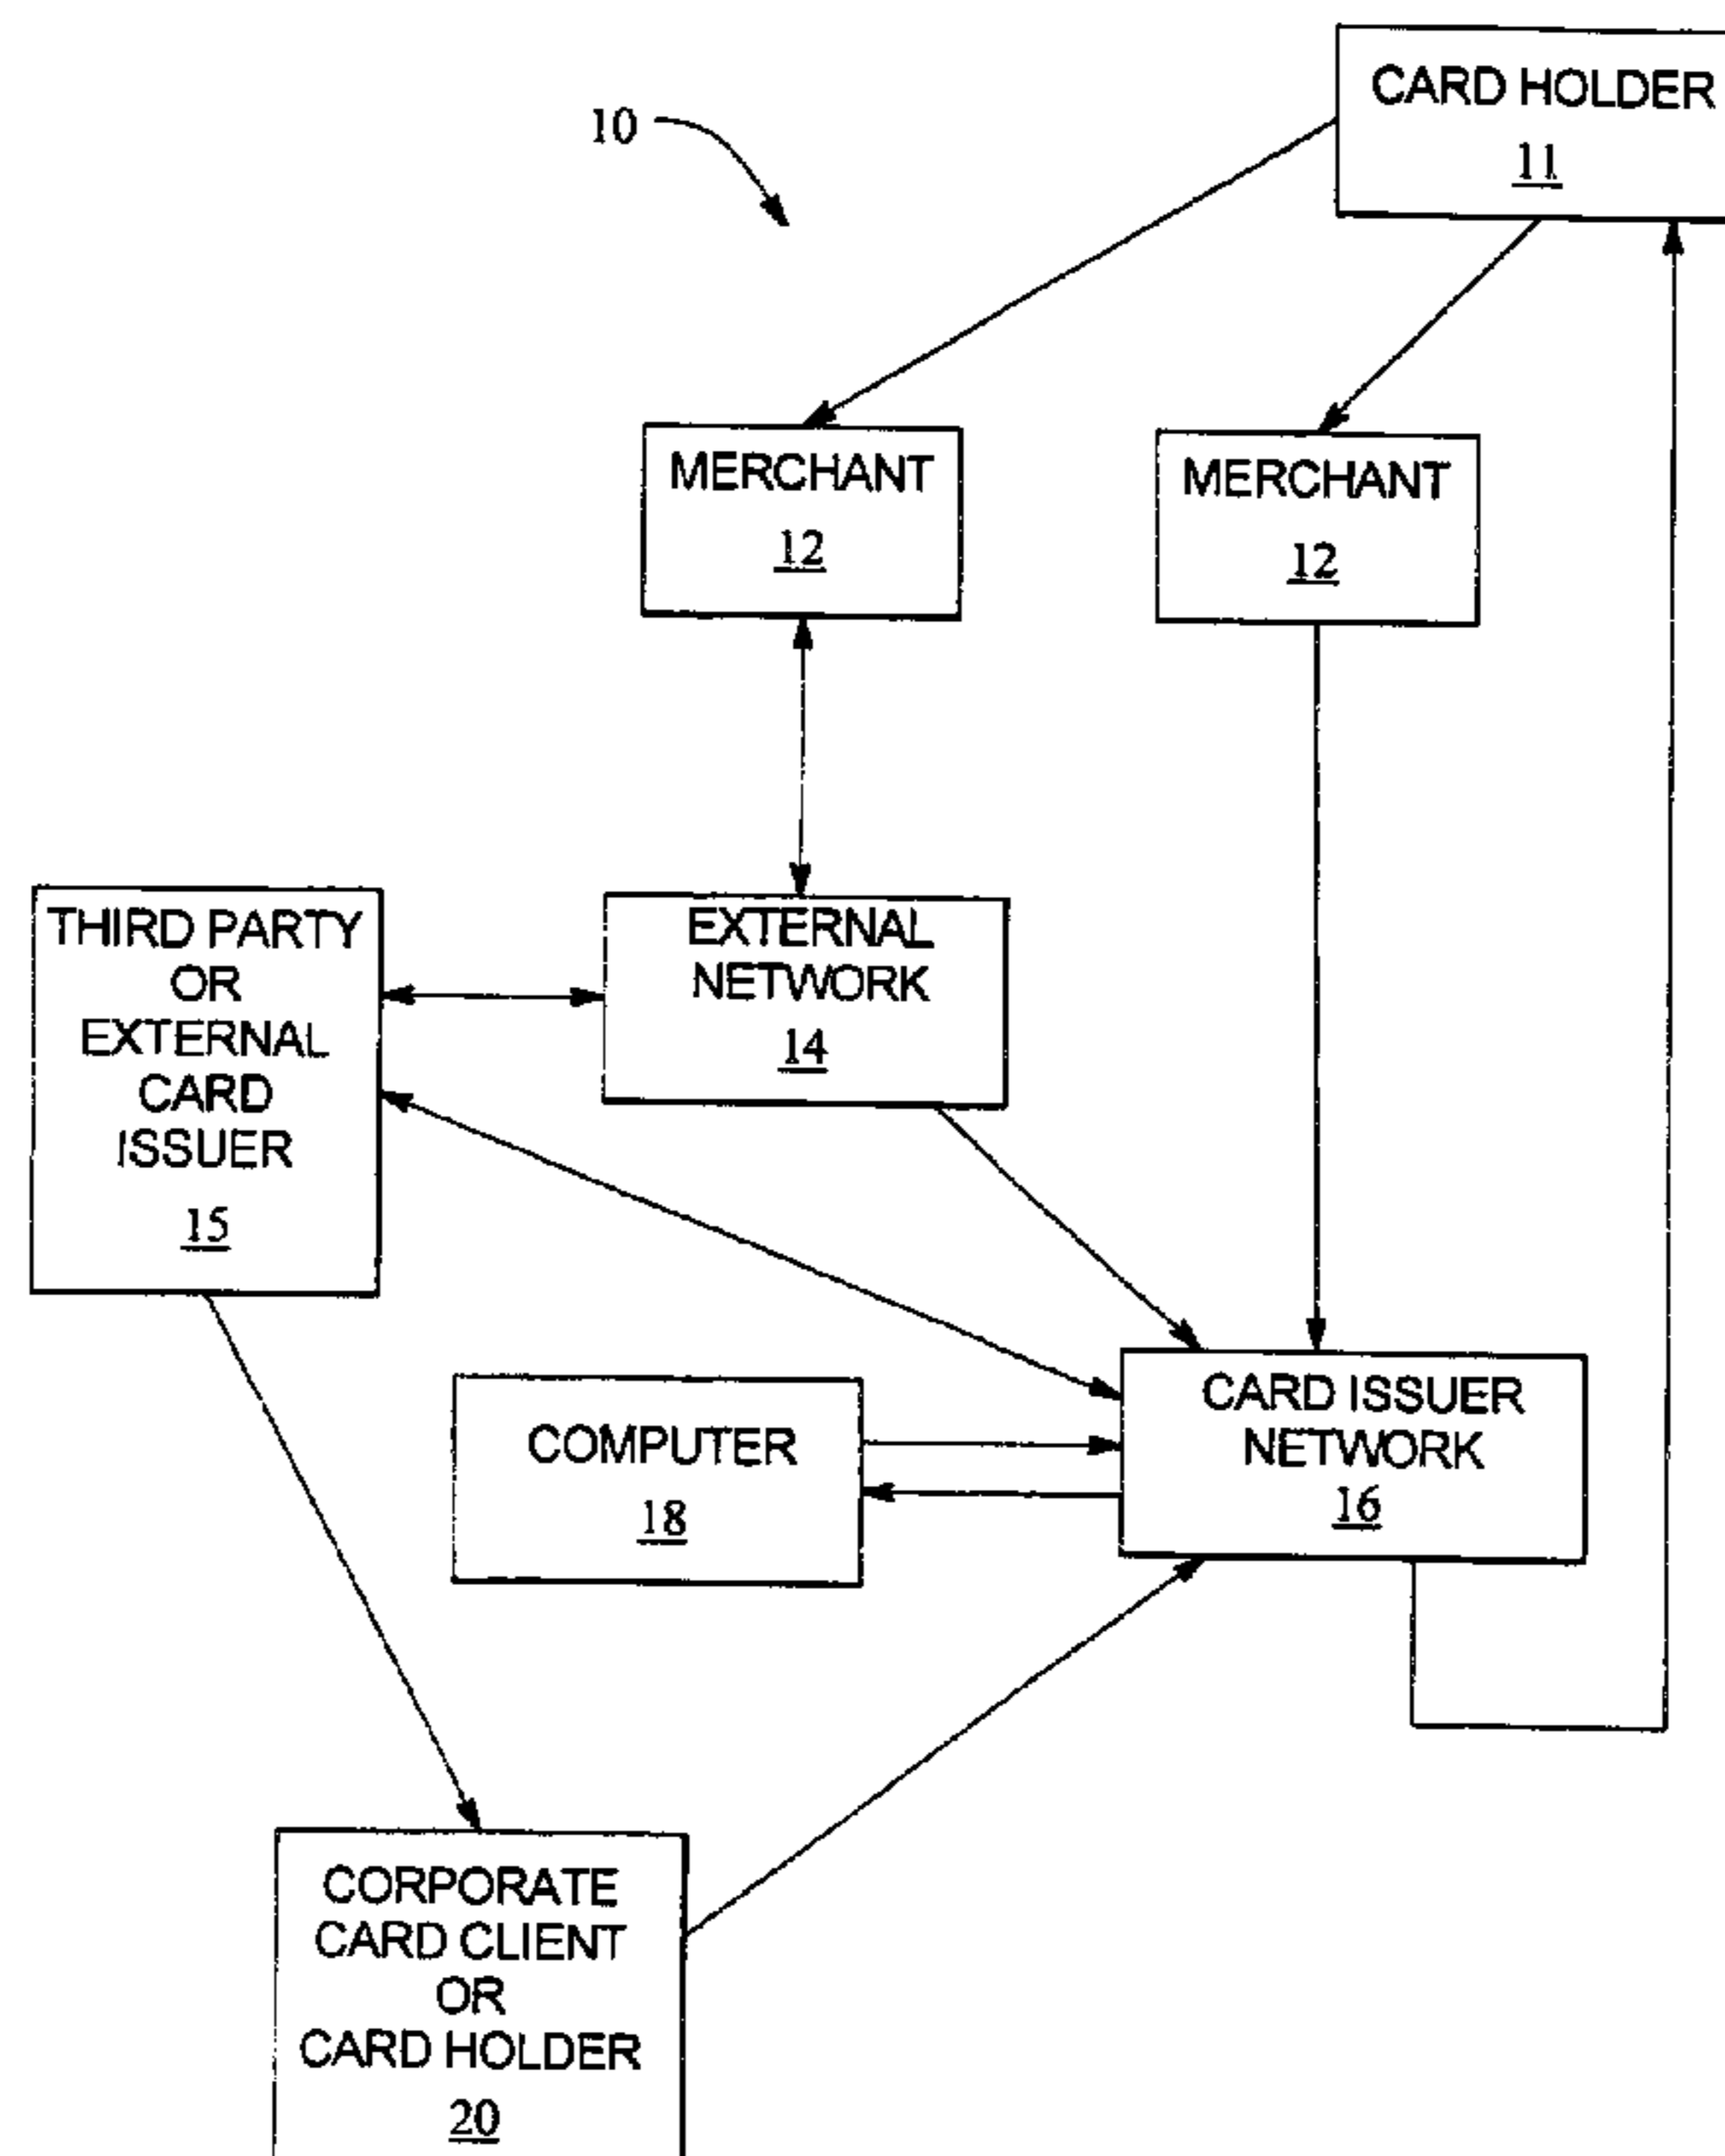 CARD HOLDER
11
10
MERCHANT
12
MERCHANT
12
THIRD PARTY
OR
EXTERNAL
CARD
ISSUER
15
EXTERNAL
NETWORK
14
CARD ISSUER
NETWORK
16
COMPUTER
18
CORPORATE
CARD CLIENT
OR
CARD HOLDER
20